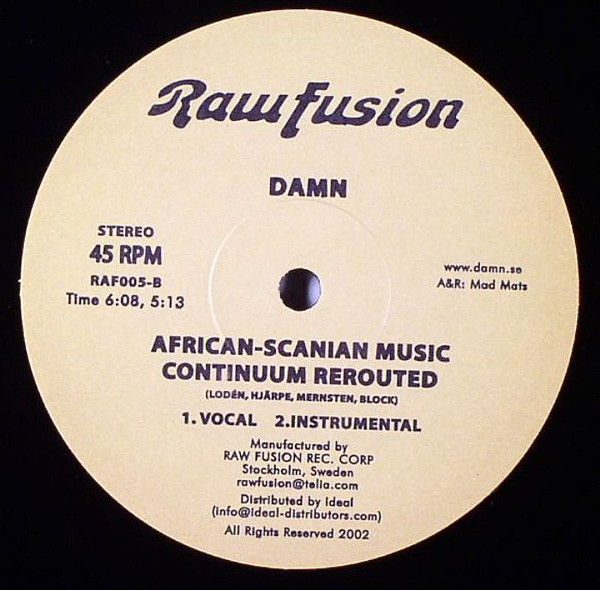 Raw Fusion
DAMN
STEREO
45 RPM
RAF005-B
Time 6:08, 5:13
www.damn.se
A&R: Mad Mats
AFRICAN-SCANIAN MUSIC
CONTINUUM REROUTED
(LODÉN, HJÄRPE, MERNSTEN, BLOCK)
1. VOCAL 2. INSTRUMENTAL
Manufactured by
RAW FUSION REC. CORP
Stockholm, Sweden
rawfusion@telia.com
Distributed by Ideal
(info@ideal-distributors.com)
All Rights Reserved 2002